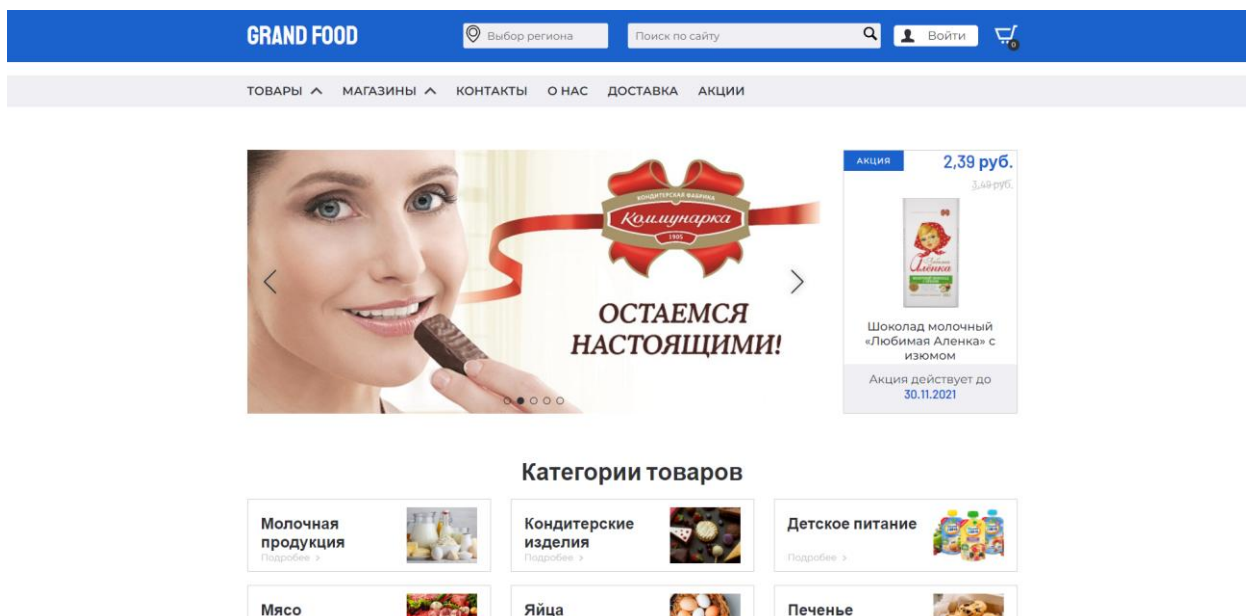 GRAND FOOD
Выбор региона
Поиск по сайту
Войти
0
ТОВАРЫ МАГАЗИНЫ КОНТАКТЫ О НАС ДОСТАВКА АКЦИИ
КОНДИТЕРСКАЯ ФАБРИКА
Коммунарка
1905
ОСТАЕМСЯ
НАСТОЯЩИМИ!
АКЦИЯ
2,39 руб.
3,49 руб.
Любимая
Алёнка
Шоколад молочный
«Любимая Аленка» с
изюмом
Акция действует до
30.11.2021
Категории товаров
Молочная
продукция
Подробее >
Кондитерские
изделия
Подробее >
Детское питание
Подробее >
Мясо
Яйца
Печенье